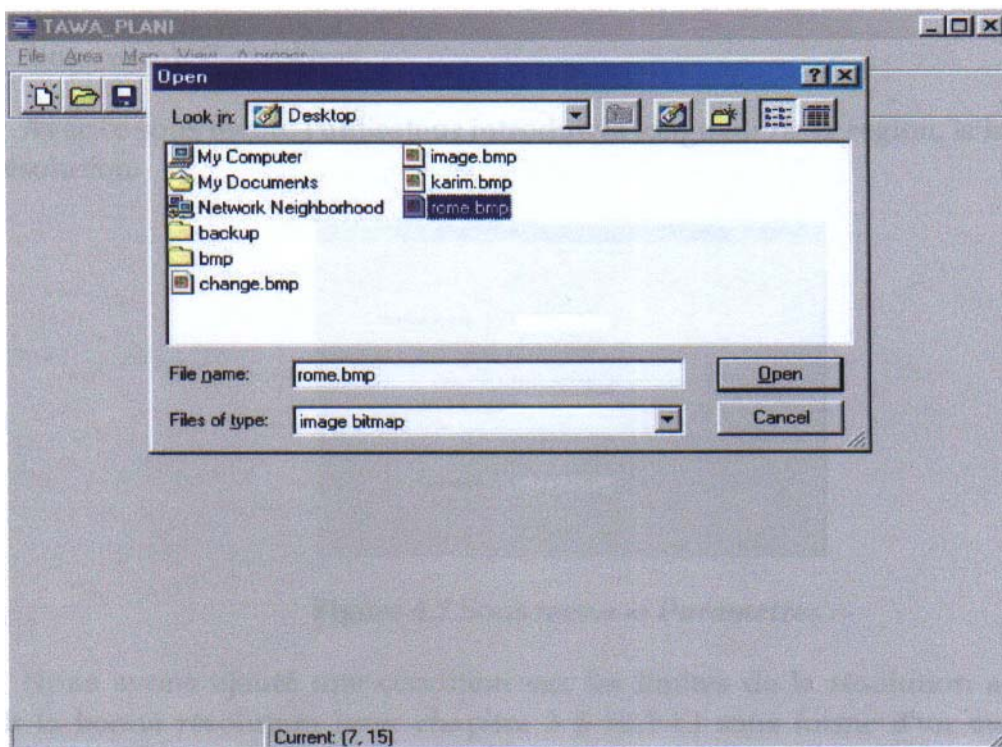 TAWA_PLANI
File Area Map View A propos
Open
Look in: Desktop
My Computer
My Documents
Network Neighborhood
backup
bmp
change.bmp
image.bmp
karim.bmp
rome.bmp
File name: rome.bmp
Open
Files of type: image bitmap
Cancel
Current: (7, 15)